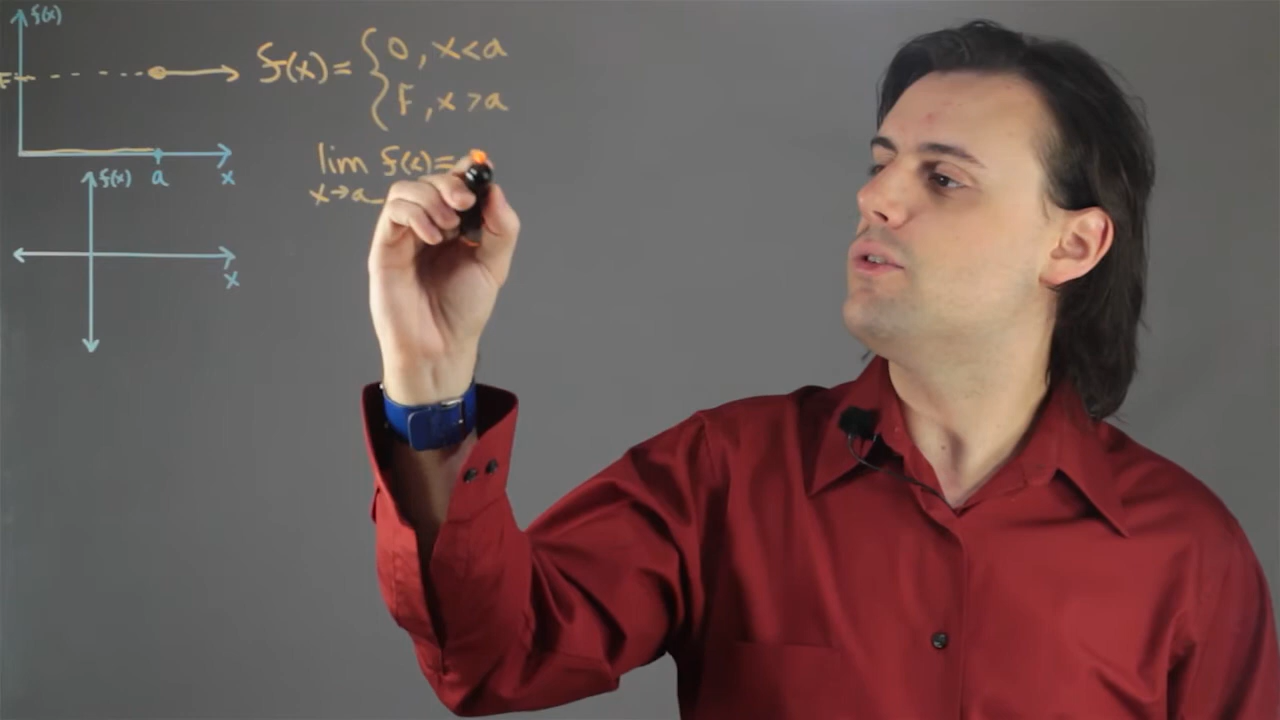 f(x)
F
f(x) = { 0, x < a
F, x > a
lim f(x) =
x → a
a
x
f(x)
x